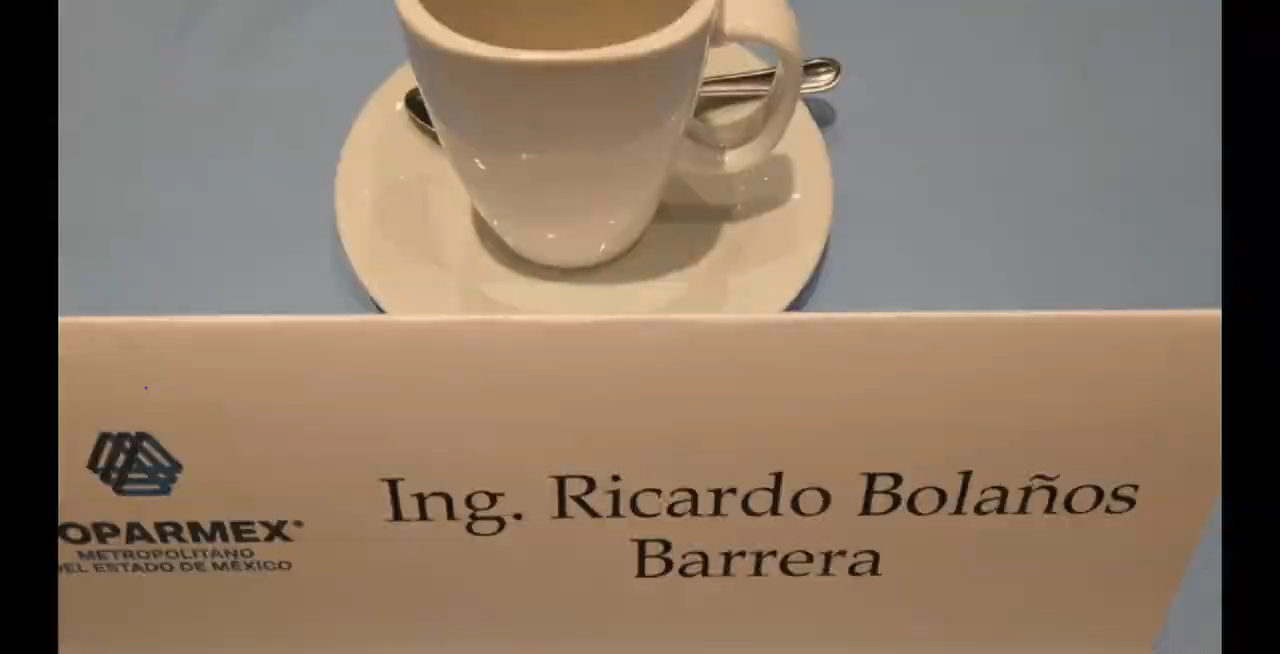 Ing. Ricardo Bolaños
Barrera
OPARMEX
METROPOLITANO
EL ESTADO DE MÉXICO